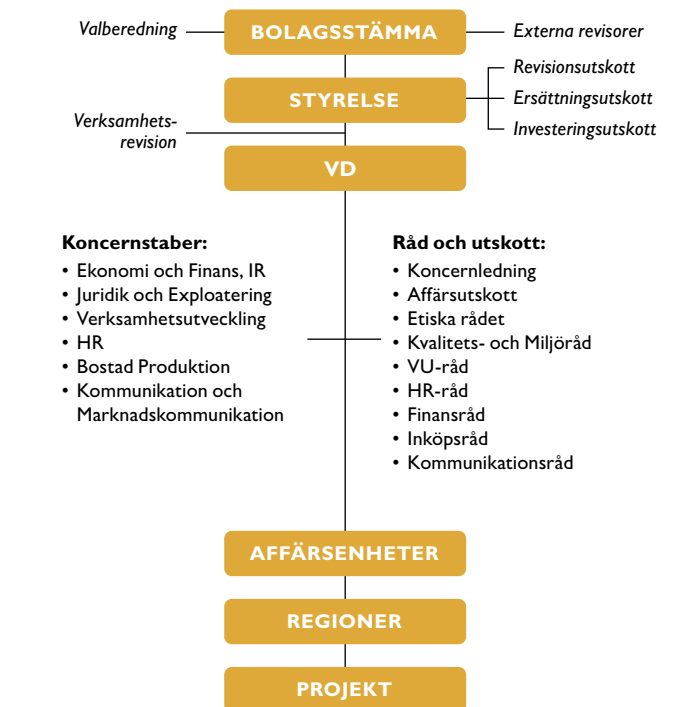 Valberedning
BOLAGSSTÄMMA
Externa revisorer
STYRELSE
Revisionsutskott
Ersättningsutskott
Investeringsutskott
Verksamhets-
revision
VD
Koncernstaber:
• Ekonomi och Finans, IR
• Juridik och Exploatering
• Verksamhetsutveckling
• HR
• Bostad Produktion
• Kommunikation och
Marknadskommunikation
Råd och utskott:
• Koncernledning
• Affärsutskott
• Etiska rådet
• Kvalitets- och Miljöråd
• VU-råd
• HR-råd
• Finansråd
• Inköpsråd
• Kommunikationsråd
AFFÄRSENHETER
REGIONER
PROJEKT